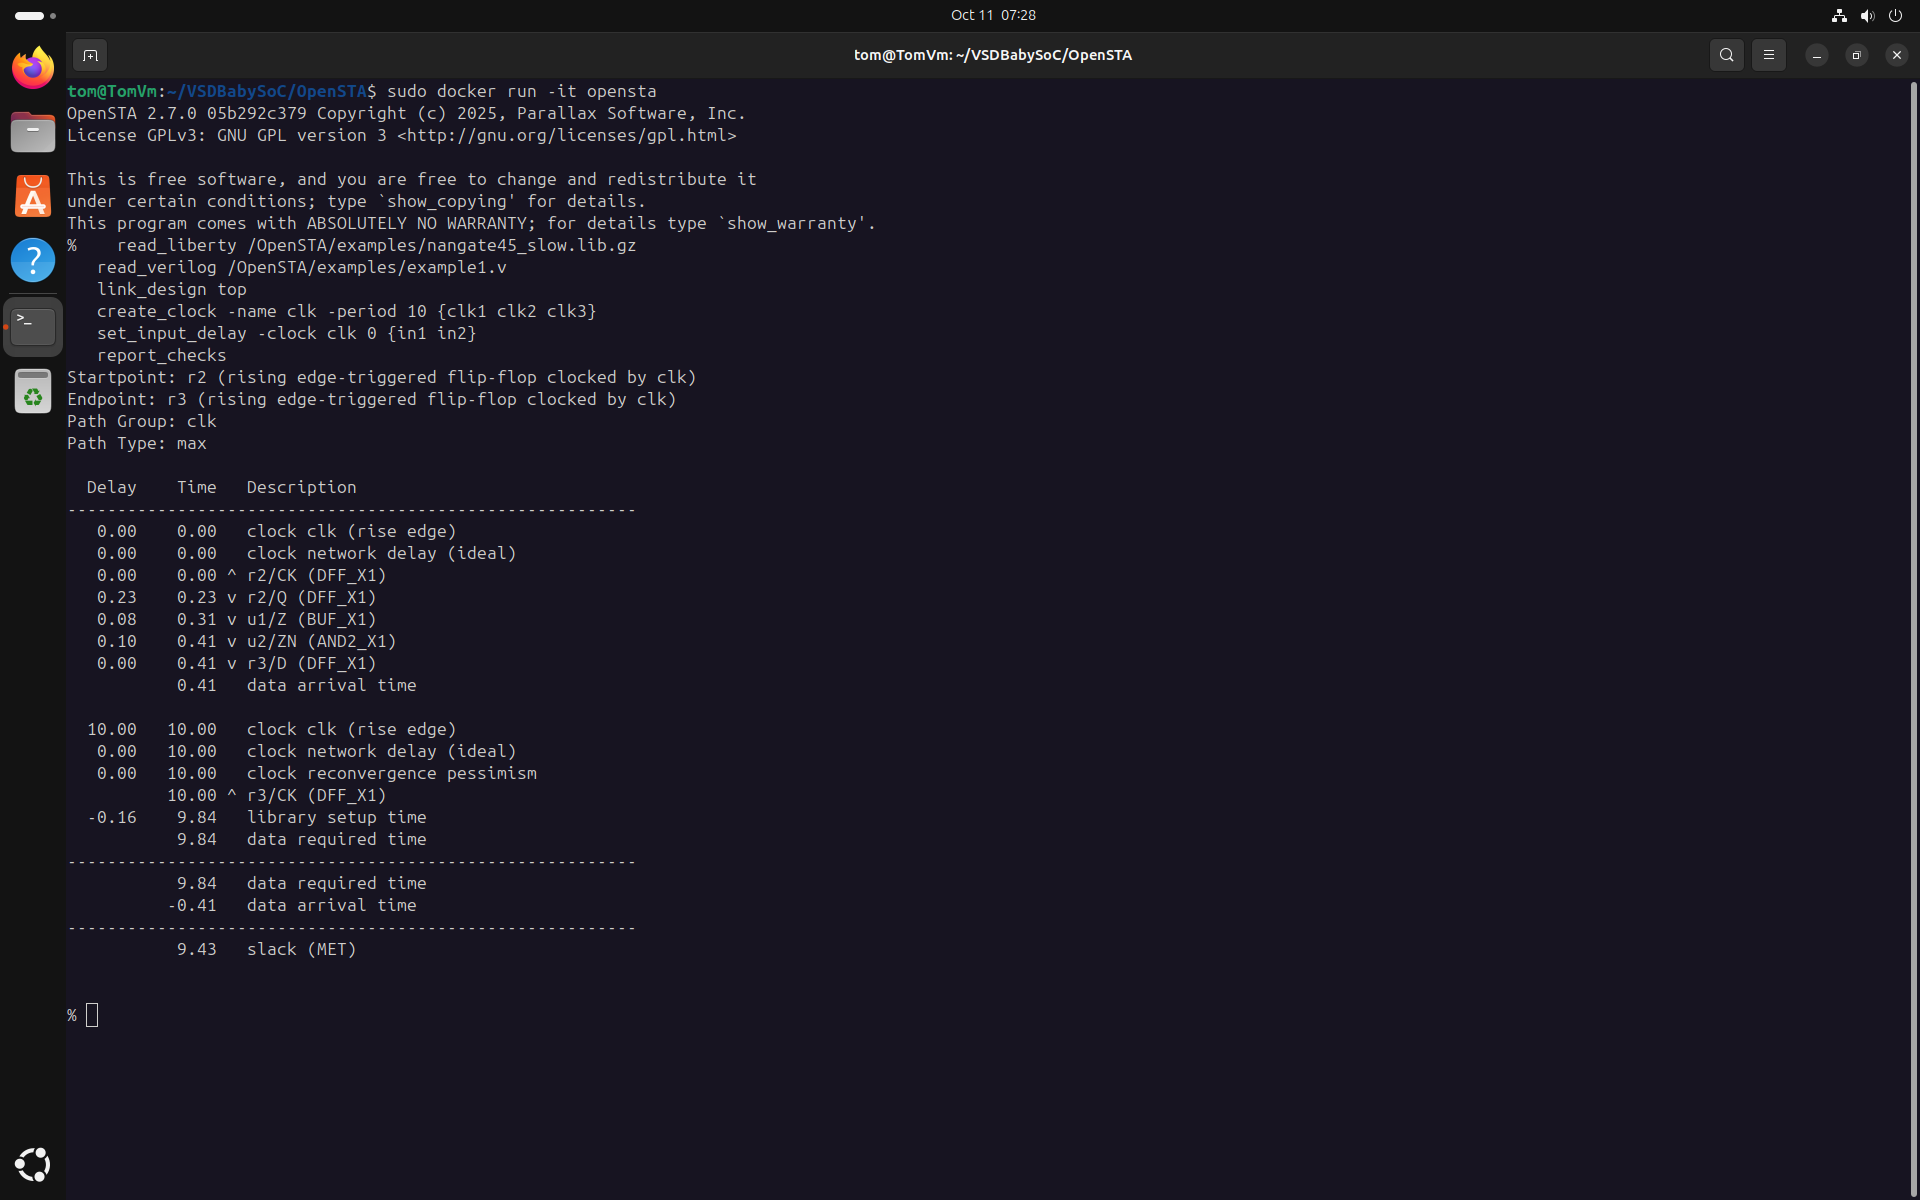 Oct 11 07:28
tom@TomVm: ~/VSDBabySoC/OpenSTA
tom@TomVm:~/VSDBabySoC/OpenSTA$ sudo docker run -it opensta
OpenSTA 2.7.0 05b292c379 Copyright (c) 2025, Parallax Software, Inc.
License GPLv3: GNU GPL version 3 <http://gnu.org/licenses/gpl.html>

This is free software, and you are free to change and redistribute it
under certain conditions; type `show_copying' for details.
This program comes with ABSOLUTELY NO WARRANTY; for details type `show_warranty'.
%    read_liberty /OpenSTA/examples/nangate45_slow.lib.gz
   read_verilog /OpenSTA/examples/example1.v
   link_design top
   create_clock -name clk -period 10 {clk1 clk2 clk3}
   set_input_delay -clock clk 0 {in1 in2}
   report_checks
Startpoint: r2 (rising edge-triggered flip-flop clocked by clk)
Endpoint: r3 (rising edge-triggered flip-flop clocked by clk)
Path Group: clk
Path Type: max

  Delay    Time   Description
---------------------------------------------------------
   0.00    0.00   clock clk (rise edge)
   0.00    0.00   clock network delay (ideal)
   0.00    0.00 ^ r2/CK (DFF_X1)
   0.23    0.23 v r2/Q (DFF_X1)
   0.08    0.31 v u1/Z (BUF_X1)
   0.10    0.41 v u2/ZN (AND2_X1)
   0.00    0.41 v r3/D (DFF_X1)
           0.41   data arrival time

  10.00   10.00   clock clk (rise edge)
   0.00   10.00   clock network delay (ideal)
   0.00   10.00   clock reconvergence pessimism
          10.00 ^ r3/CK (DFF_X1)
  -0.16    9.84   library setup time
           9.84   data required time
---------------------------------------------------------
           9.84   data required time
          -0.41   data arrival time
---------------------------------------------------------
           9.43   slack (MET)

%